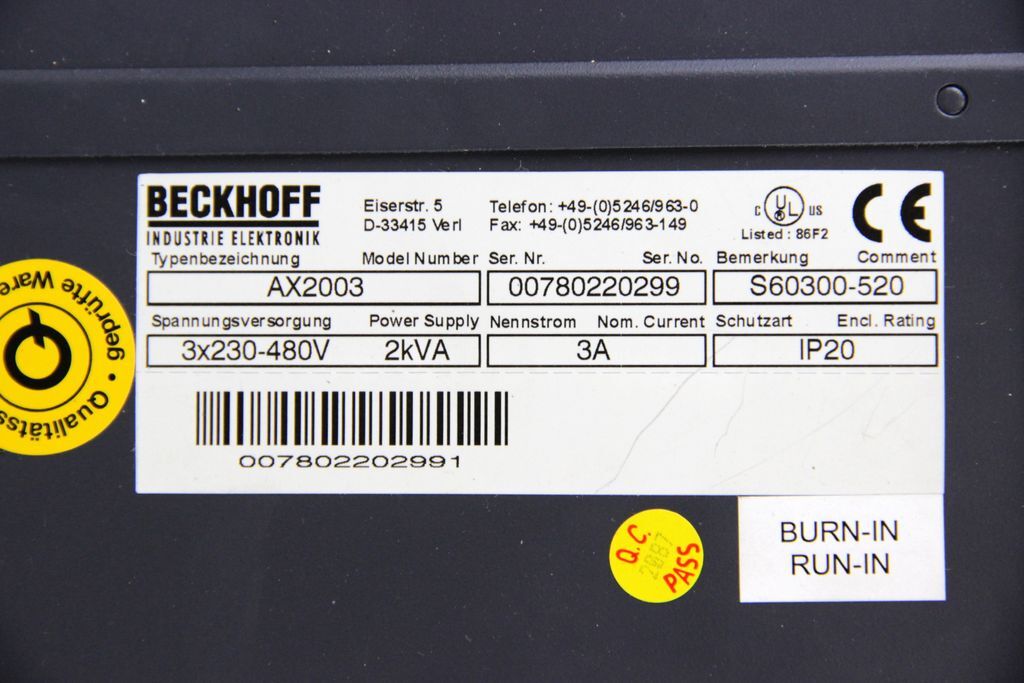 BECKHOFF
INDUSTRIE ELEKTRONIK
Eiserstr. 5
D-33415 Verl
Telefon: +49-(0)5246/963-0
Fax: +49-(0)5246/963-149
C UL US
Listed : 86F2
CE
Typenbezeichnung Model Number Ser. Nr. Ser. No. Bemerkung Comment
AX2003 00780220299 S60300-520
Spannungsversorgung Power Supply Nennstrom Nom. Current Schutzart Encl. Rating
3x230-480V 2kVA 3A IP20
007802202991
geprüfte Ware
• Qualitäts
Q.C.
2087
PASS
BURN-IN
RUN-IN